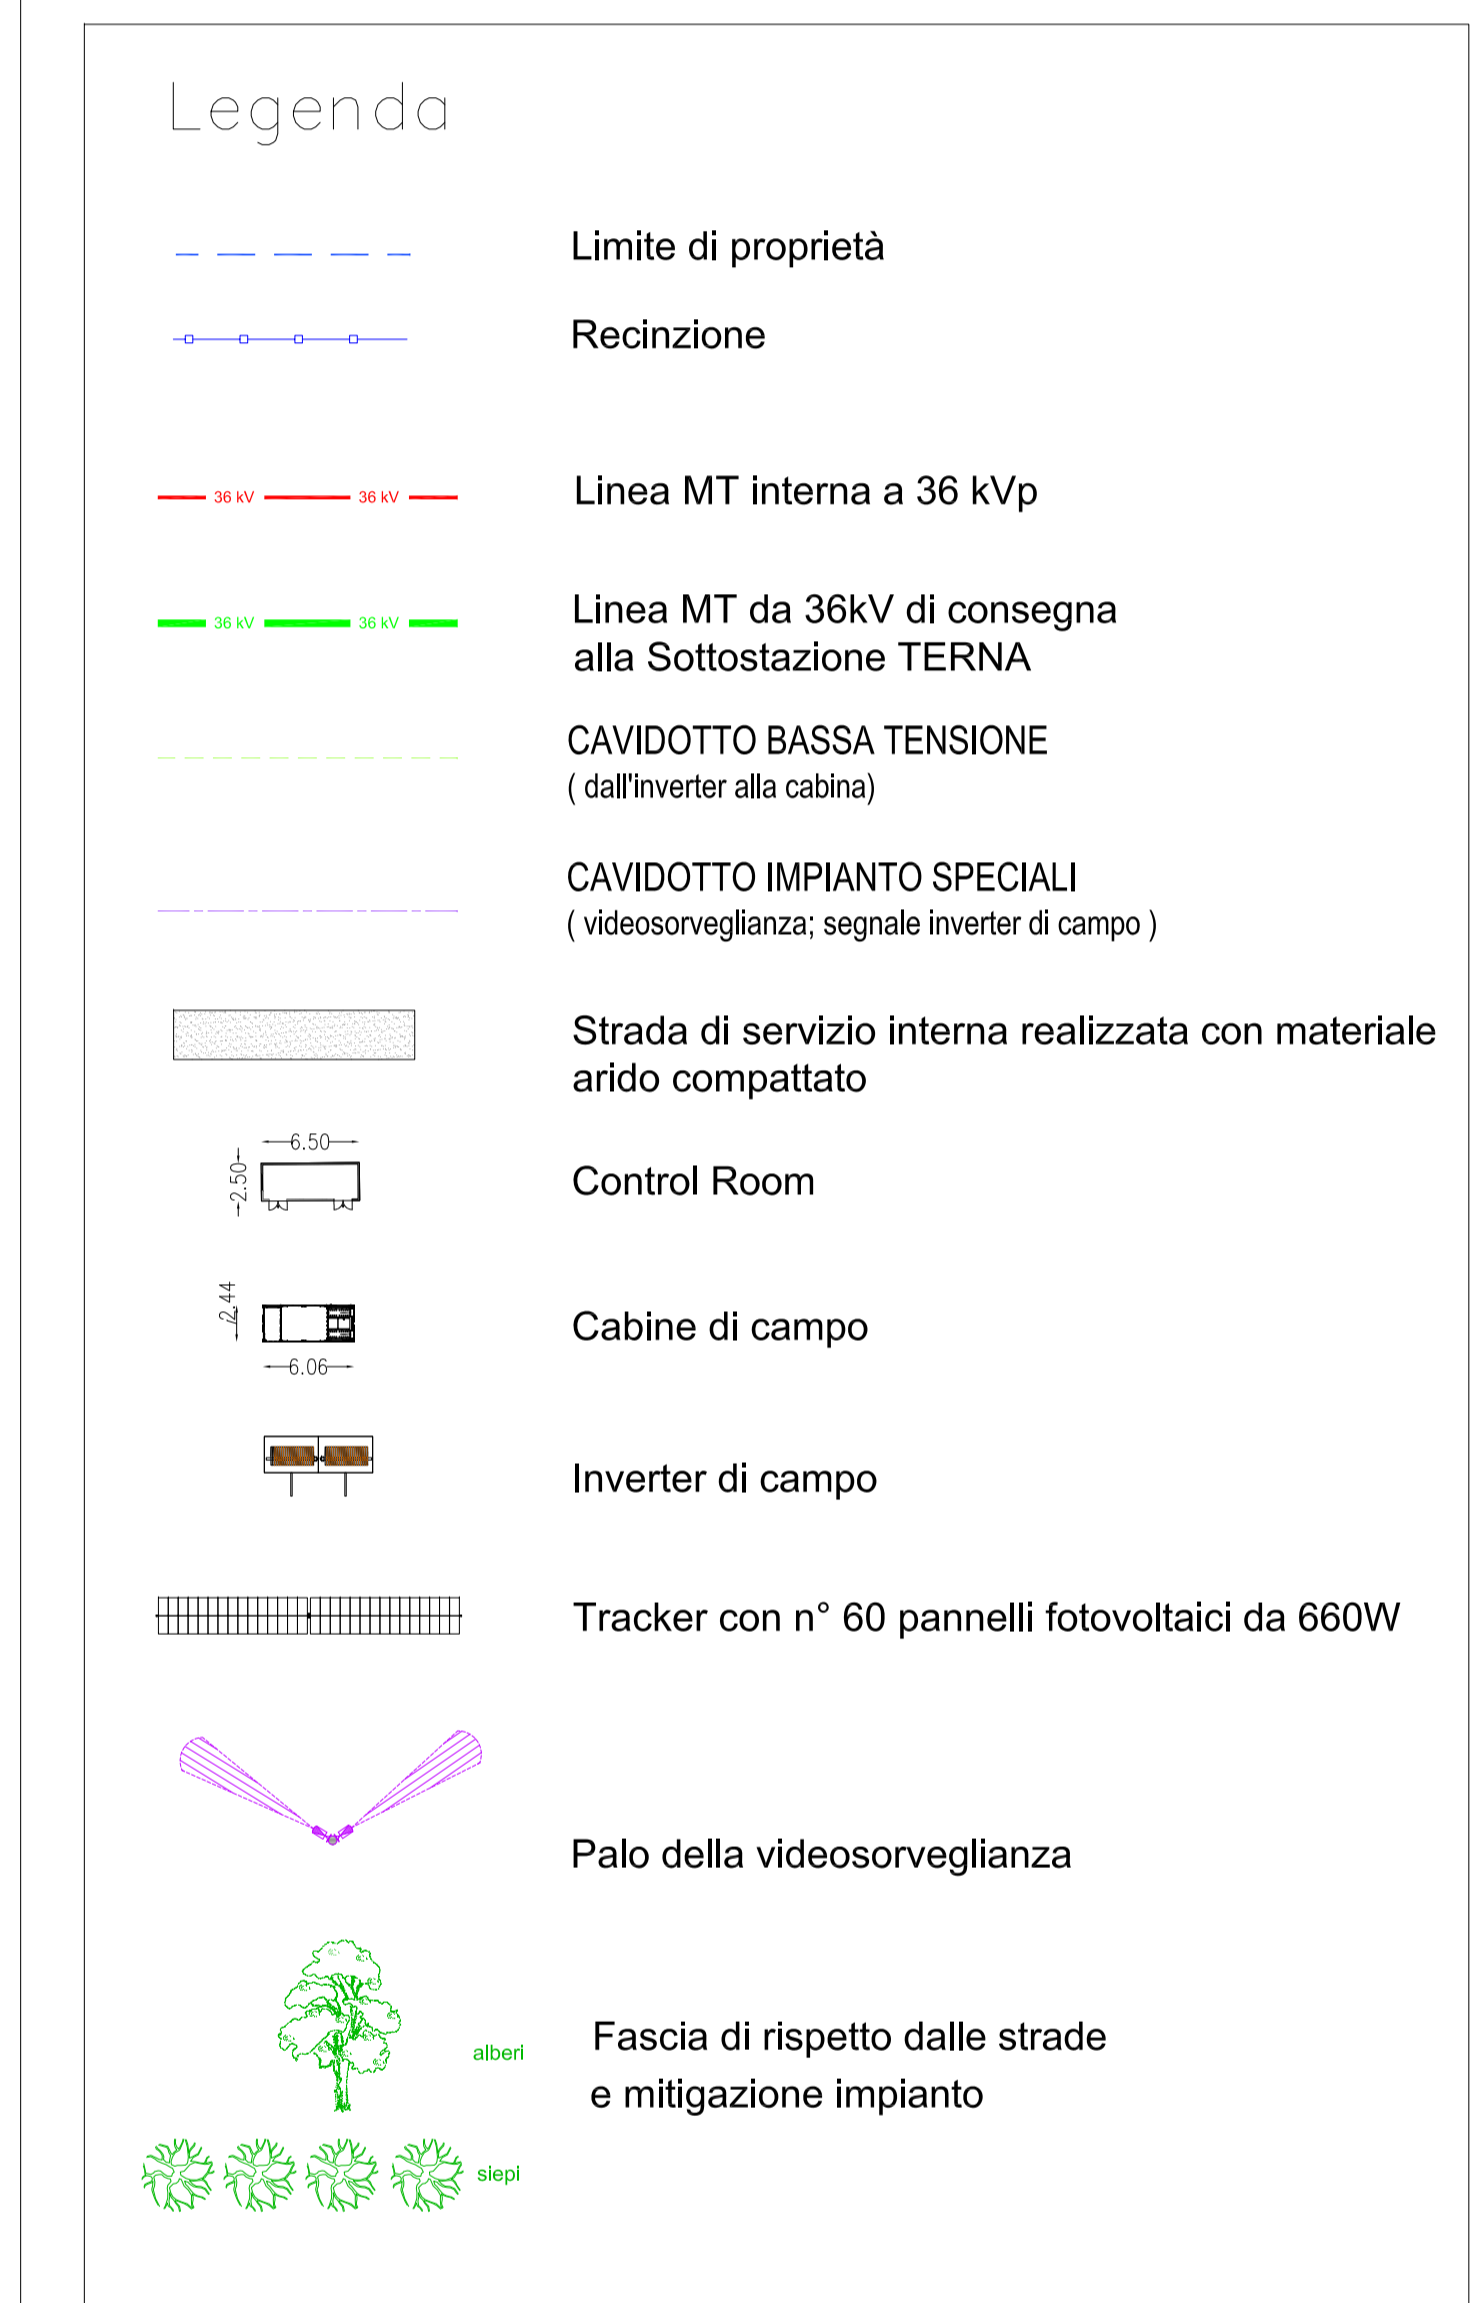 Legenda
Limite di proprietà
Recinzione
36 kV 36 kV
Linea MT interna a 36 kVp
36 kV 36 kV
Linea MT da 36kV di consegna
alla Sottostazione TERNA
CAVIDOTTO BASSA TENSIONE
( dall'inverter alla cabina)
CAVIDOTTO IMPIANTO SPECIALI
( videosorveglianza; segnale inverter di campo )
Strada di servizio interna realizzata con materiale
arido compattato
6.50
2.50
Control Room
2.44
6.06
Cabine di campo
Inverter di campo
Tracker con n° 60 pannelli fotovoltaici da 660W
Palo della videosorveglianza
alberi
Fascia di rispetto dalle strade
e mitigazione impianto
siepi